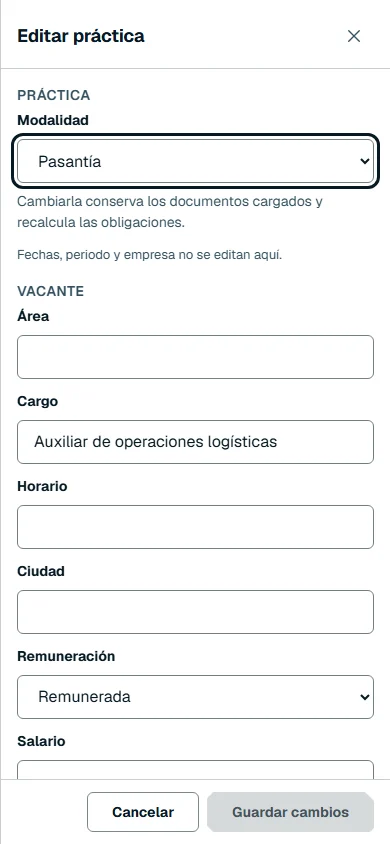 Editar práctica
PRÁCTICA
Modalidad
Pasantía
Cambiarla conserva los documentos cargados y
recalcula las obligaciones.
Fechas, periodo y empresa no se editan aquí.
VACANTE
Área
Cargo
Auxiliar de operaciones logísticas
Horario
Ciudad
Remuneración
Remunerada
Salario
Cancelar
Guardar cambios